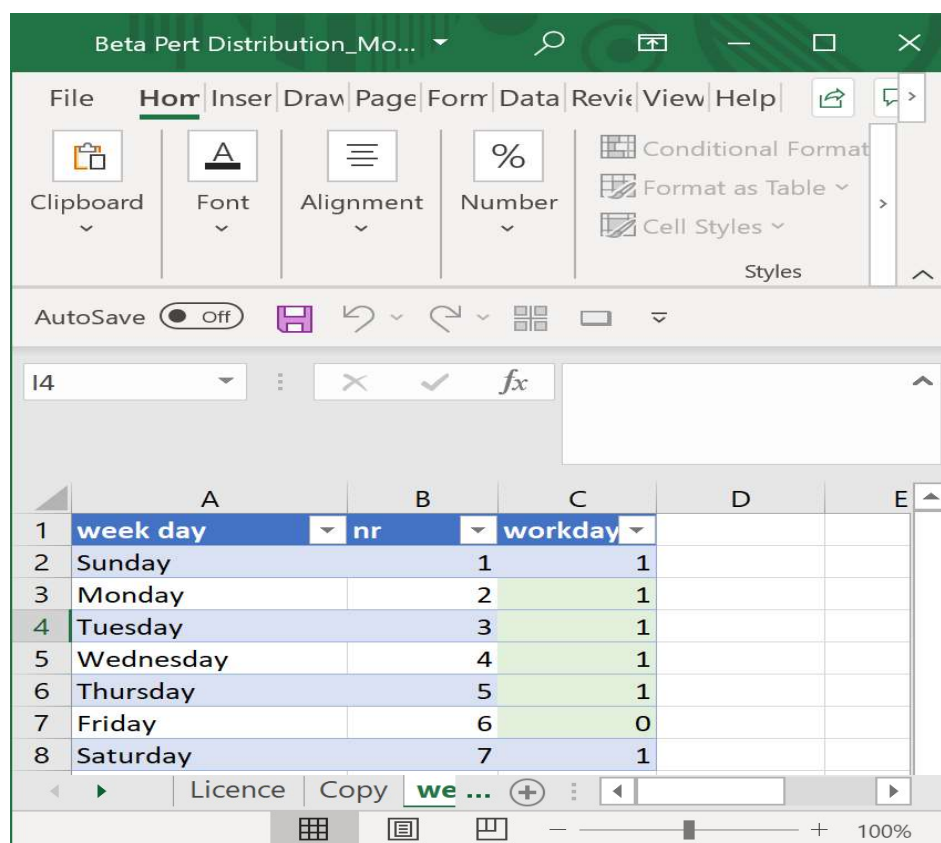 Beta Pert Distribution_Mo...
File Hom Inser Draw Page Form Data Revie View Help
Clipboard Font Alignment Number
% Conditional Format
Format as Table
Cell Styles
Styles
AutoSave Off
I4 fx
A B C D E
1 week day nr workday
2 Sunday 1 1
3 Monday 2 1
4 Tuesday 3 1
5 Wednesday 4 1
6 Thursday 5 1
7 Friday 6 0
8 Saturday 7 1
Licence Copy we ...
100%